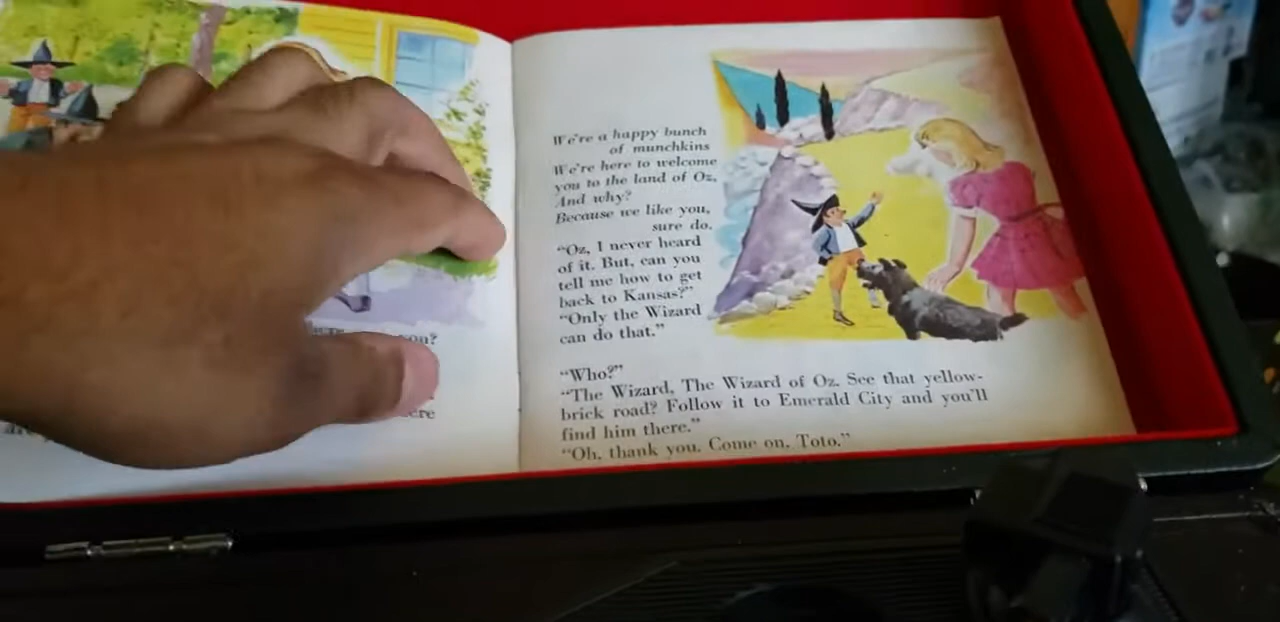 ou?
ere
We're a happy bunch
of munchkins
We're here to welcome
you to the land of Oz,
And why?
Because we like you,
sure do.
"Oz, I never heard
of it. But, can you
tell me how to get
back to Kansas?"
"Only the Wizard
can do that."
"Who?"
"The Wizard, The Wizard of Oz. See that yellow-
brick road? Follow it to Emerald City and you'll
find him there."
"Oh, thank you. Come on, Toto."